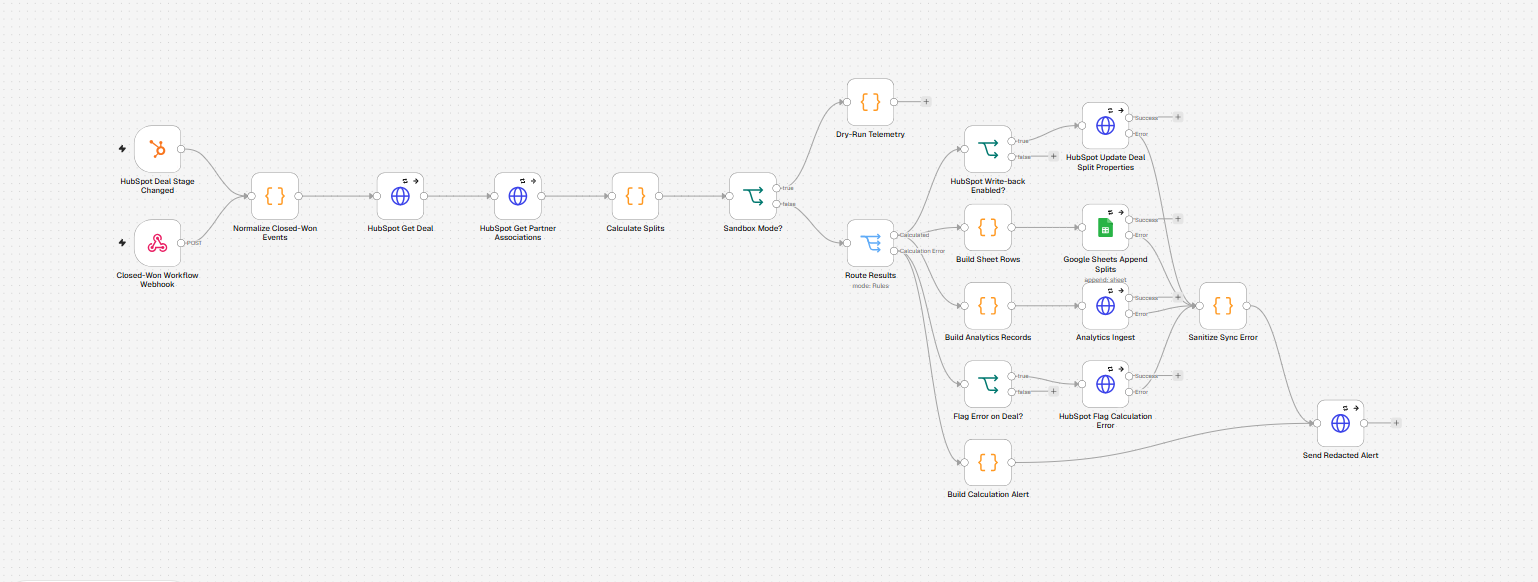 Dry-Run Telemetry
HubSpot Deal Stage
Changed
POST
Closed-Won Workflow
Webhook
Normalize Closed-Won
Events
HubSpot Get Deal
HubSpot Get Partner
Associations
Calculate Splits
true
false
Sandbox Mode?
Calculated
Calculation Error
Route Results
mode: Rules
true
false
HubSpot Write-back
Enabled?
Success
Error
HubSpot Update Deal
Split Properties
Build Sheet Rows
Success
Error
Google Sheets Append
Splits
append: sheet
Build Analytics Records
Success
Error
Analytics Ingest
Sanitize Sync Error
true
false
Flag Error on Deal?
Success
Error
HubSpot Flag Calculation
Error
Build Calculation Alert
Send Redacted Alert